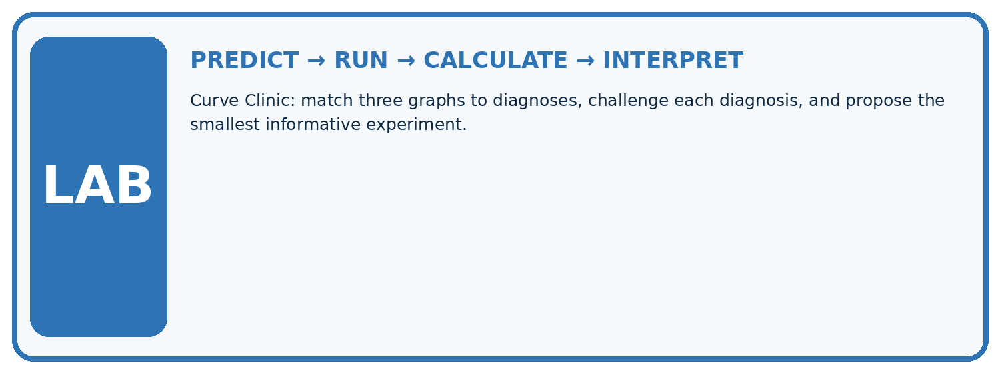 LAB
PREDICT → RUN → CALCULATE → INTERPRET
Curve Clinic: match three graphs to diagnoses, challenge each diagnosis, and propose the
smallest informative experiment.